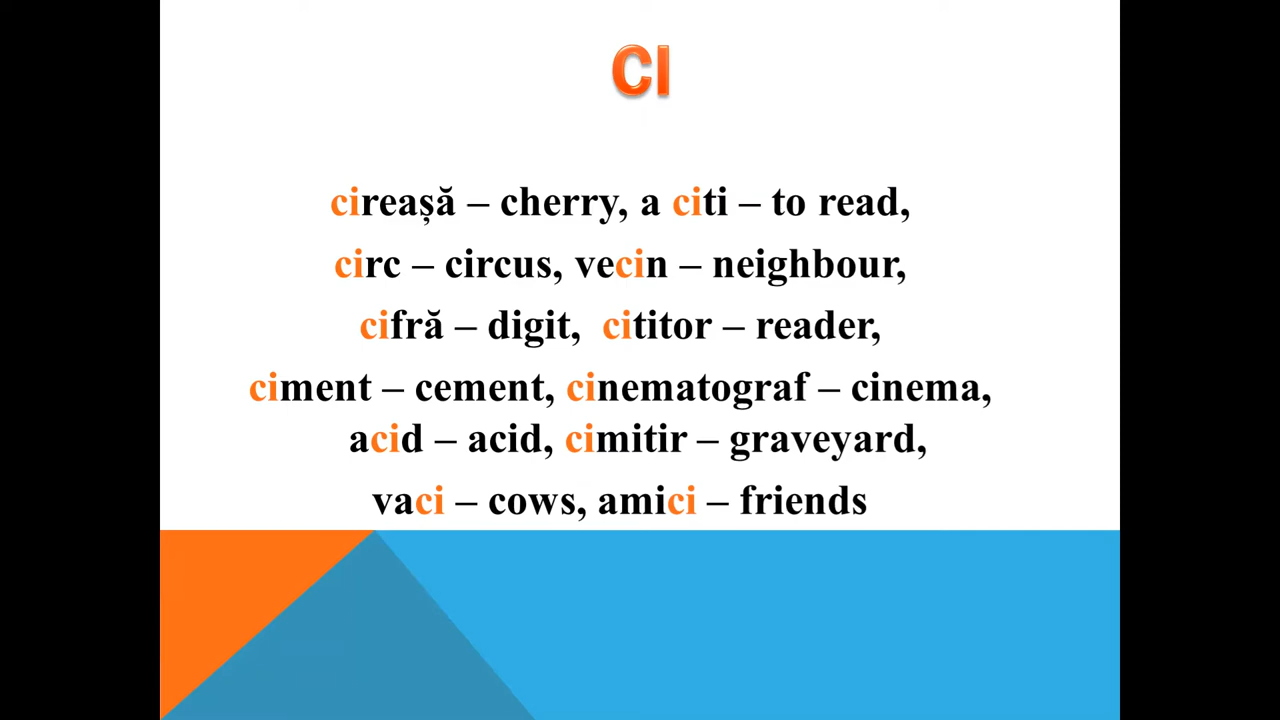 CI
cireașă – cherry, a citi – to read,
circ – circus, vecin – neighbour,
cifră – digit, cititor – reader,
ciment – cement, cinematograf – cinema,
acid – acid, cimitir – graveyard,
vaci – cows, amici – friends